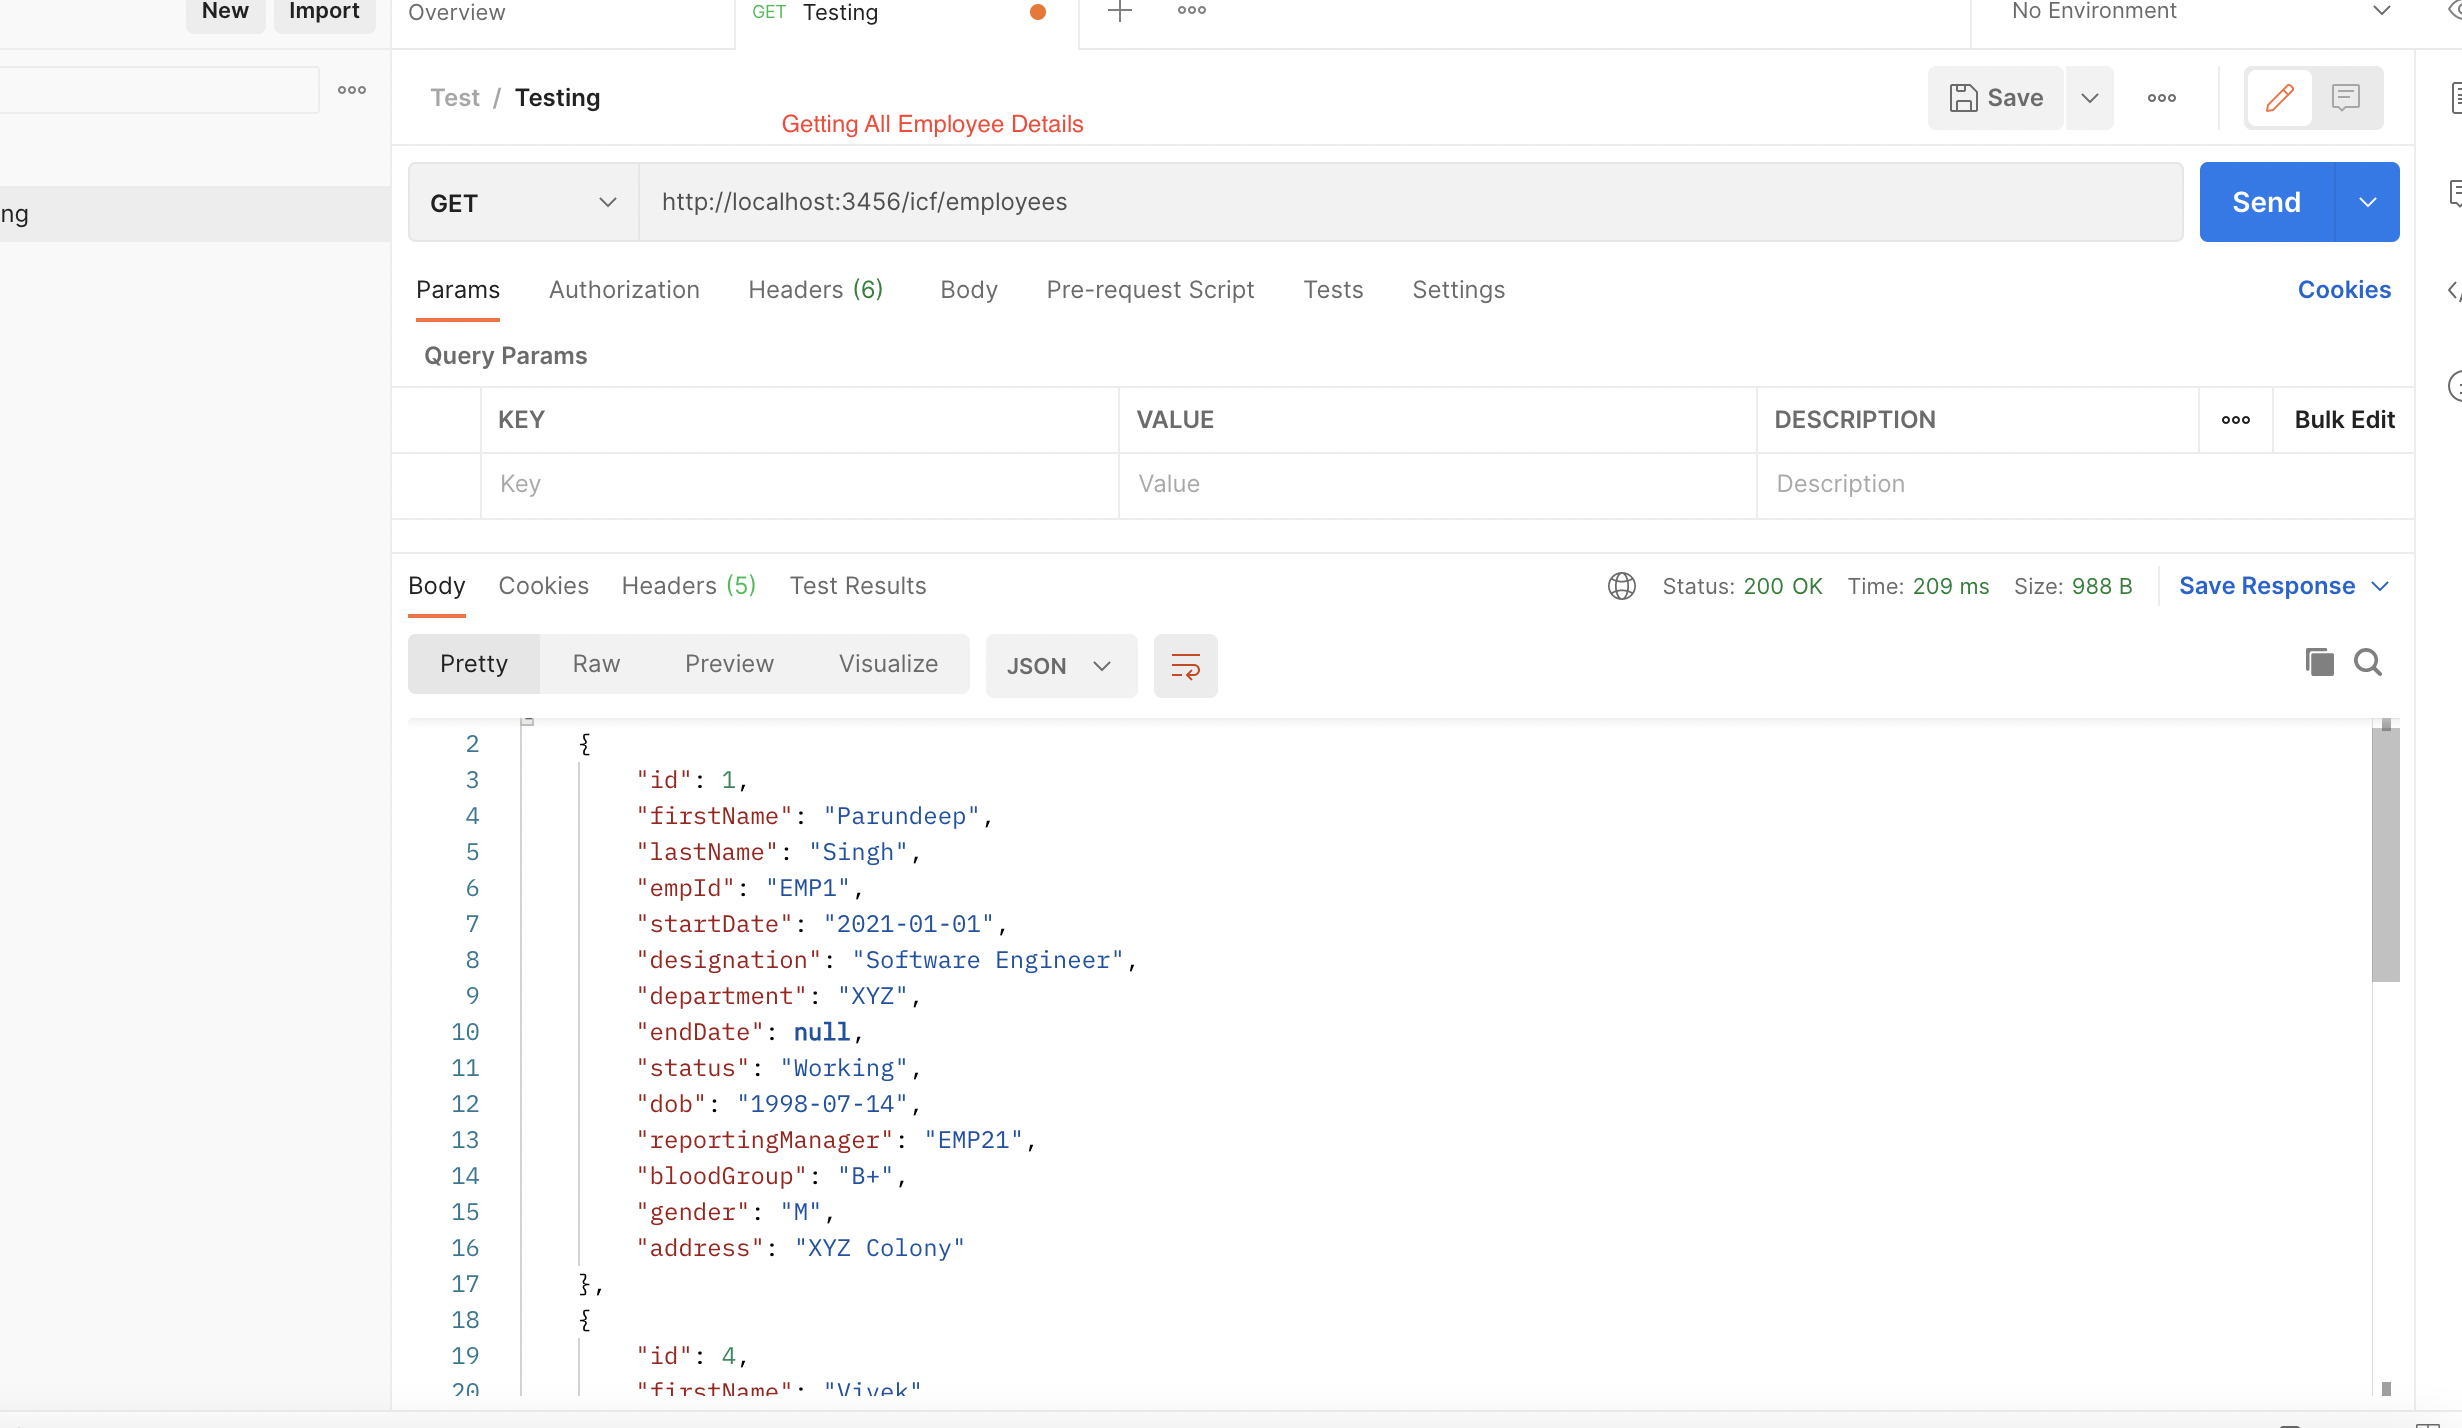 New Import Overview GET Testing No Environment
Test / Testing Save
Getting All Employee Details
GET http://localhost:3456/icf/employees Send
ng
Params Authorization Headers (6) Body Pre-request Script Tests Settings Cookies
Query Params
KEY VALUE DESCRIPTION Bulk Edit
Key Value Description
Body Cookies Headers (5) Test Results Status: 200 OK Time: 209 ms Size: 988 B Save Response
Pretty Raw Preview Visualize JSON
2 {
3 "id": 1,
4 "firstName": "Parundeep",
5 "lastName": "Singh",
6 "empId": "EMP1",
7 "startDate": "2021-01-01",
8 "designation": "Software Engineer",
9 "department": "XYZ",
10 "endDate": null,
11 "status": "Working",
12 "dob": "1998-07-14",
13 "reportingManager": "EMP21",
14 "bloodGroup": "B+",
15 "gender": "M",
16 "address": "XYZ Colony"
17 },
18 {
19 "id": 4,
20 "firstName": "Vivek"